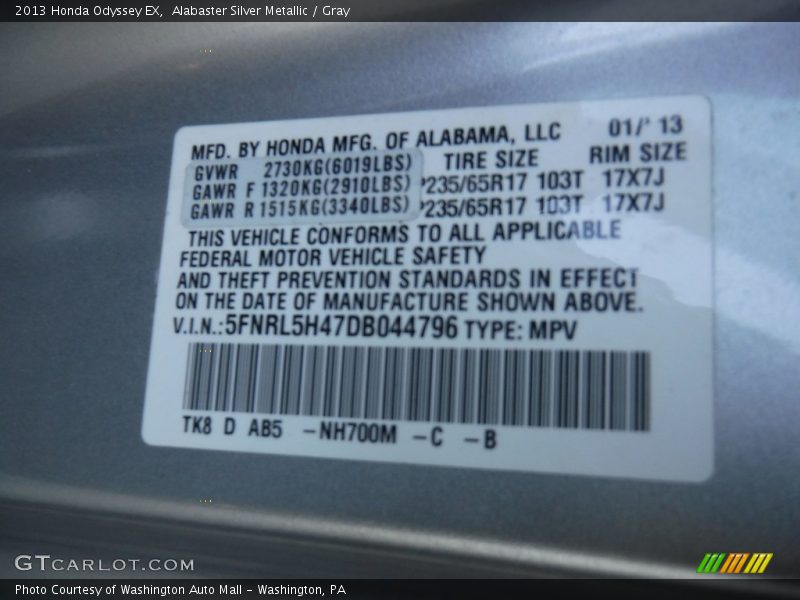 2013 Honda Odyssey EX, Alabaster Silver Metallic / Gray
MFD. BY HONDA MFG. OF ALABAMA, LLC 01/' 13
GVWR 2730KG(6019LBS) TIRE SIZE RIM SIZE
GAWR F 1320KG(2910LBS) P235/65R17 103T 17X7J
GAWR R 1515KG(3340LBS) P235/65R17 103T 17X7J
THIS VEHICLE CONFORMS TO ALL APPLICABLE
FEDERAL MOTOR VEHICLE SAFETY
AND THEFT PREVENTION STANDARDS IN EFFECT
ON THE DATE OF MANUFACTURE SHOWN ABOVE.
V.I.N.:5FNRL5H47DB044796 TYPE: MPV
TK8 D AB5 -NH700M -C -B
GTCARLOT.COM
Photo Courtesy of Washington Auto Mall - Washington, PA